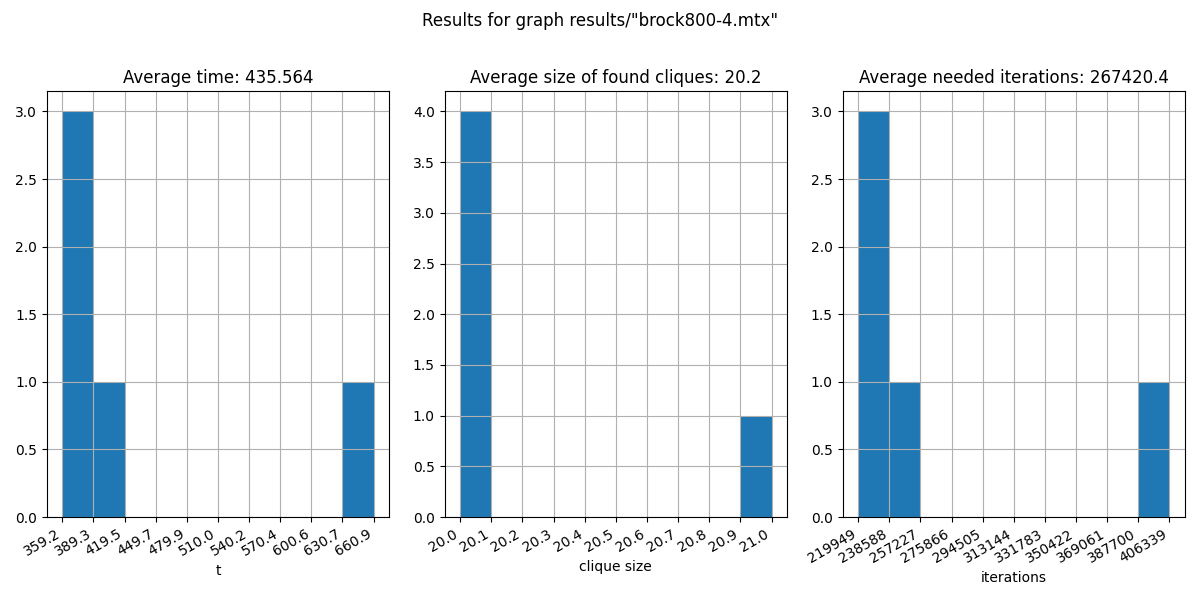 Results for graph results/"brock800-4.mtx"
Average time: 435.564
3.0
2.5
2.0
1.5
1.0
0.5
0.0
359.2 389.3 419.5 449.7 479.9 510.0 540.2 570.4 600.6 630.7 660.9
t
Average size of found cliques: 20.2
4.0
3.5
3.0
2.5
2.0
1.5
1.0
0.5
0.0
20.0 20.1 20.2 20.3 20.4 20.5 20.6 20.7 20.8 20.9 21.0
clique size
Average needed iterations: 267420.4
3.0
2.5
2.0
1.5
1.0
0.5
0.0
219949 238588 257227 275866 294505 313144 331783 350422 369061 387700 406339
iterations